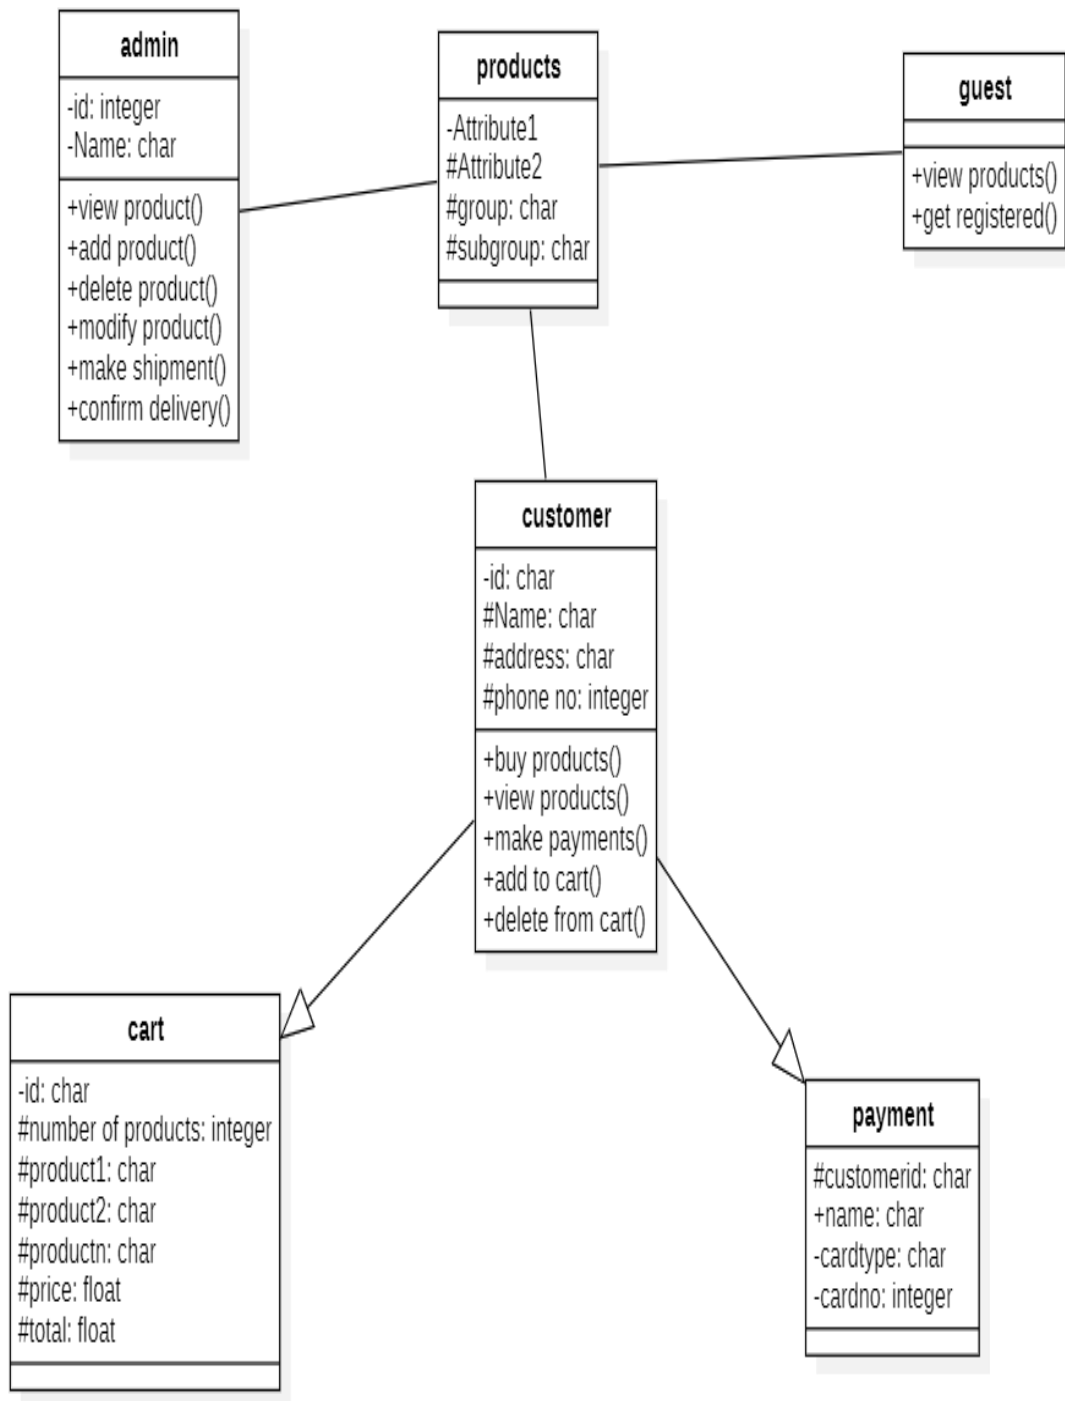 admin
-id: integer
-Name: char
+view product()
+add product()
+delete product()
+modify product()
+make shipment()
+confirm delivery()
products
-Attribute1
#Attribute2
#group: char
#subgroup: char
guest
+view products()
+get registered()
customer
-id: char
#Name: char
#address: char
#phone no: integer
+buy products()
+view products()
+make payments()
+add to cart()
+delete from cart()
cart
-id: char
#number of products: integer
#product1: char
#product2: char
#productn: char
#price: float
#total: float
payment
#customerid: char
+name: char
-cardtype: char
-cardno: integer